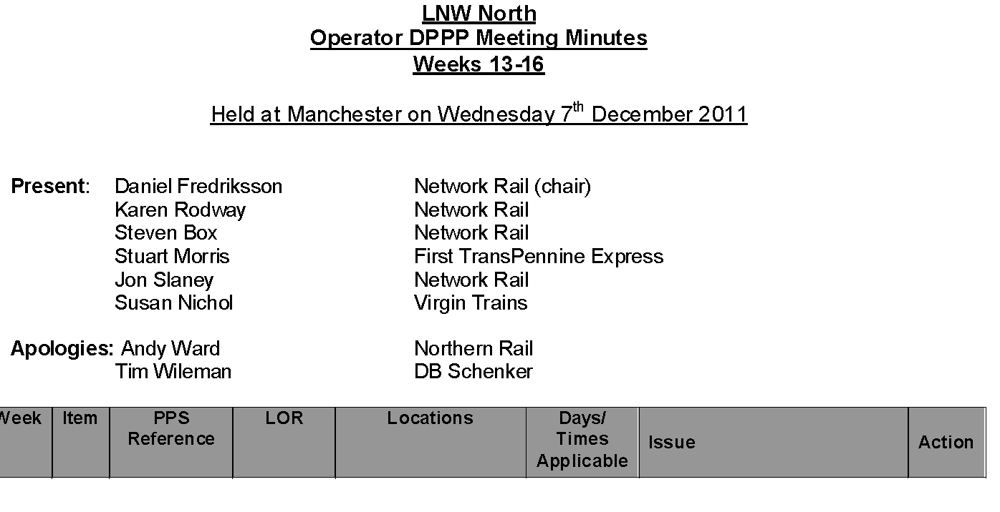 LNW North
Operator DPPP Meeting Minutes
Weeks 13-16
Held at Manchester on Wednesday 7th December 2011
Present: Daniel Fredriksson Network Rail (chair)
Karen Rodway Network Rail
Steven Box Network Rail
Stuart Morris First TransPennine Express
Jon Slaney Network Rail
Susan Nichol Virgin Trains
Apologies: Andy Ward Northern Rail
Tim Wileman DB Schenker
Week Item PPS LOR Locations Days/
Reference Times Issue Action
Applicable